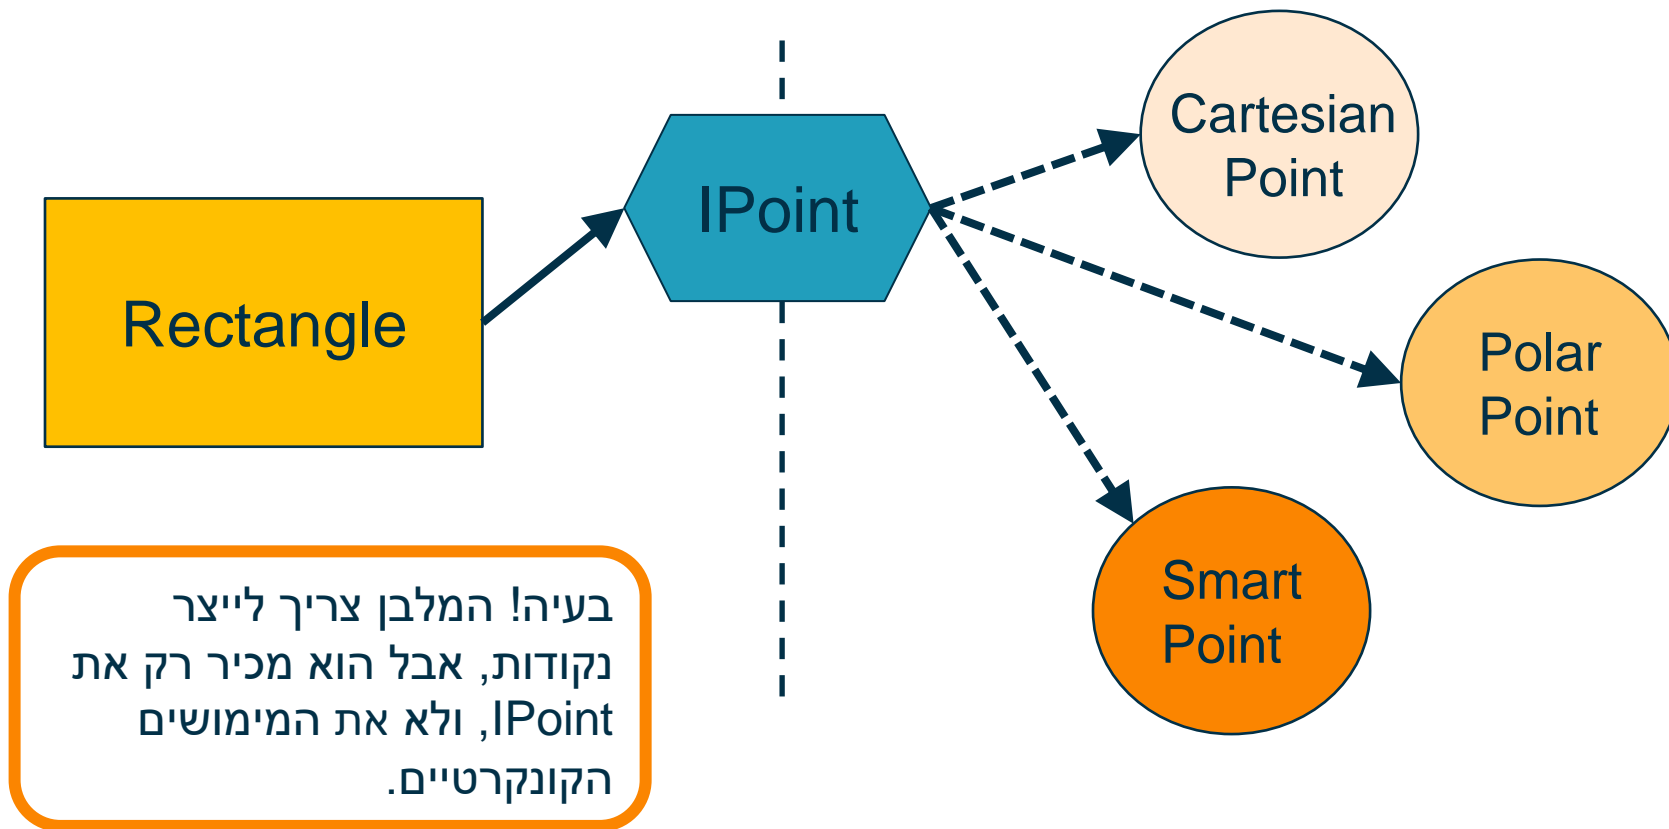 Cartesian
Point
IPoint
Rectangle
Polar
Point
Smart
Point
בעיה! המלבן צריך לייצר
נקודות, אבל הוא מכיר רק את
IPoint, ולא את המימושים
הקונקרטיים.